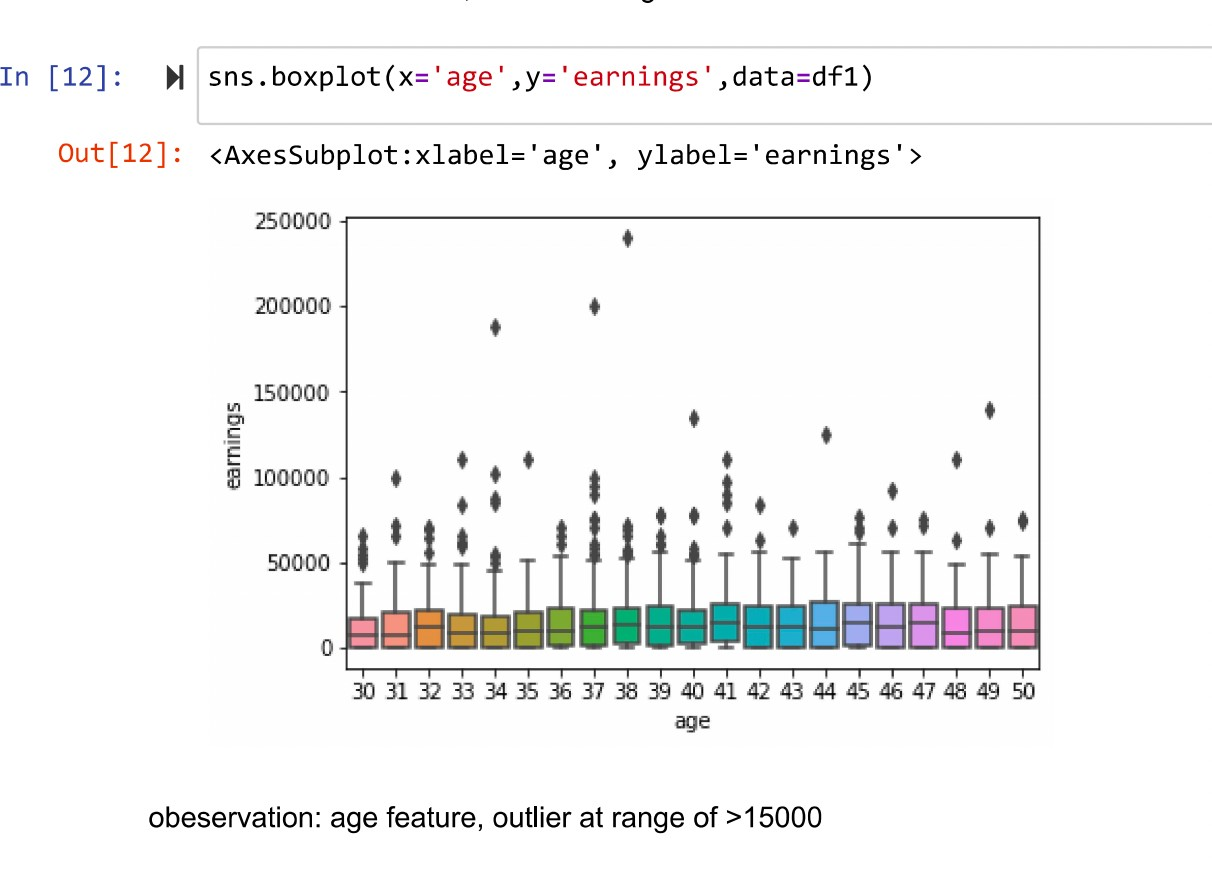 In [12]: sns.boxplot(x='age',y='earnings',data=df1)
Out[12]: <AxesSubplot:xlabel='age', ylabel='earnings'>
250000
200000
150000
100000
50000
0
earnings
30 31 32 33 34 35 36 37 38 39 40 41 42 43 44 45 46 47 48 49 50
age
obeservation: age feature, outlier at range of >15000